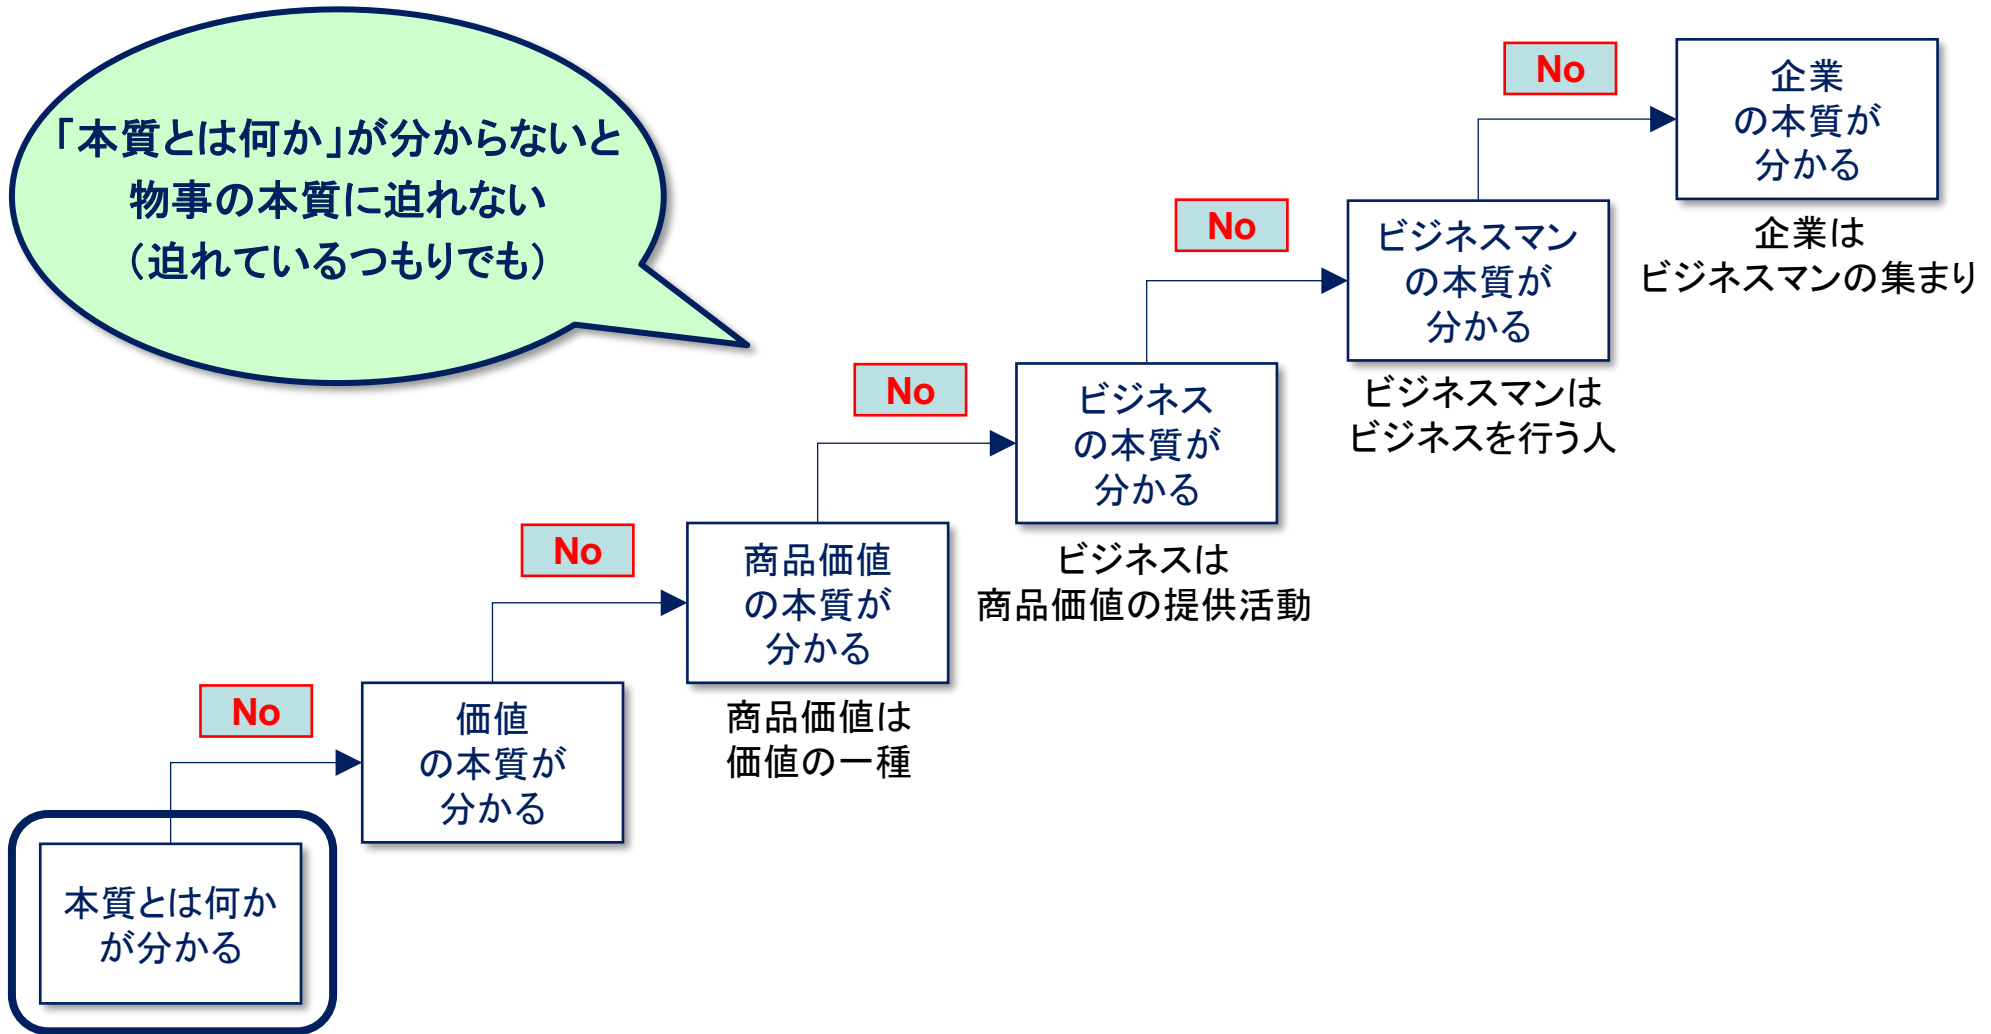 「本質とは何か」が分からないと
物事の本質に迫れない
（迫れているつもりでも）
No
企業
の本質が
分かる
企業は
ビジネスマンの集まり
No
ビジネスマン
の本質が
分かる
ビジネスマンは
ビジネスを行う人
No
ビジネス
の本質が
分かる
ビジネスは
商品価値の提供活動
No
商品価値
の本質が
分かる
商品価値は
価値の一種
No
価値
の本質が
分かる
本質とは何か
が分かる